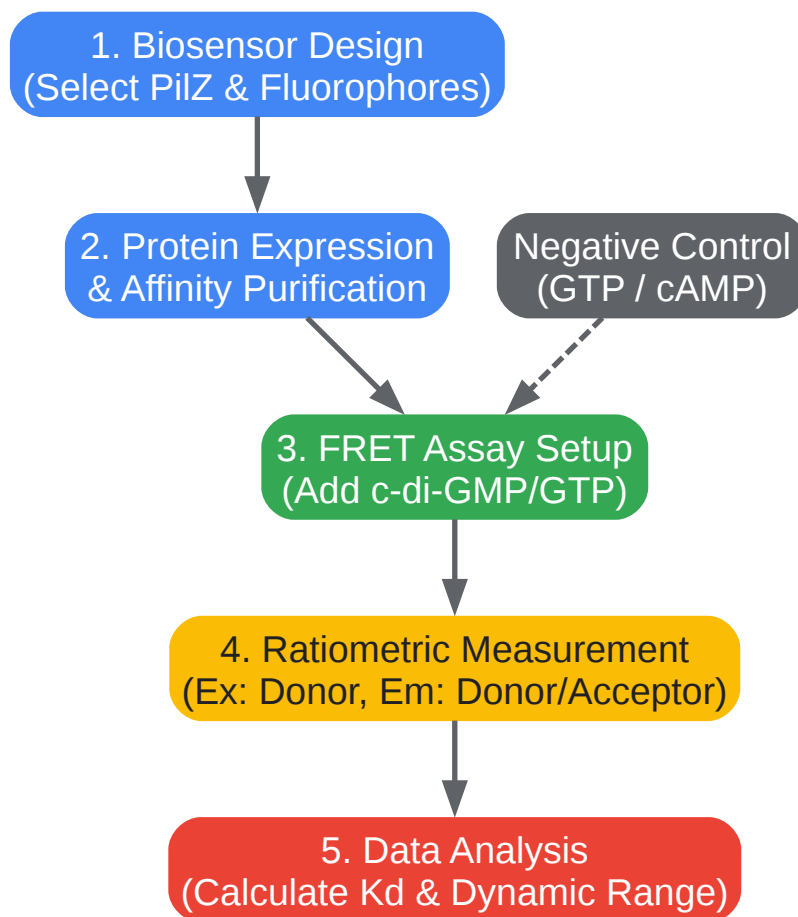 1. Biosensor Design
(Select PilZ & Fluorophores)
2. Protein Expression
& Affinity Purification
Negative Control
(GTP / cAMP)
3. FRET Assay Setup
(Add c-di-GMP/GTP)
4. Ratiometric Measurement
(Ex: Donor, Em: Donor/Acceptor)
5. Data Analysis
(Calculate Kd & Dynamic Range)